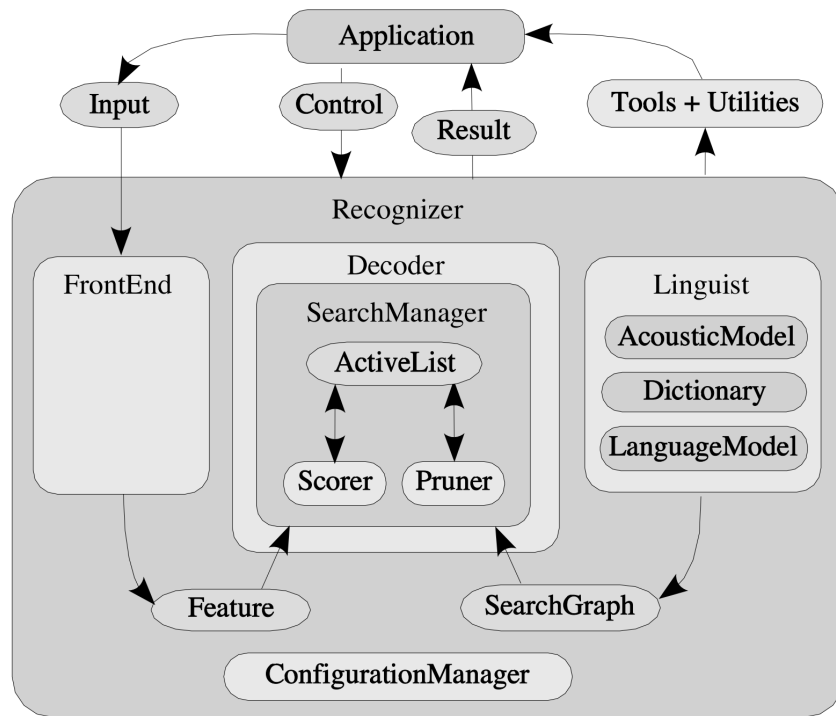 Application
Input
Control
Result
Tools + Utilities
Recognizer
FrontEnd
Decoder
SearchManager
ActiveList
Scorer
Pruner
Linguist
AcousticModel
Dictionary
LanguageModel
Feature
SearchGraph
ConfigurationManager